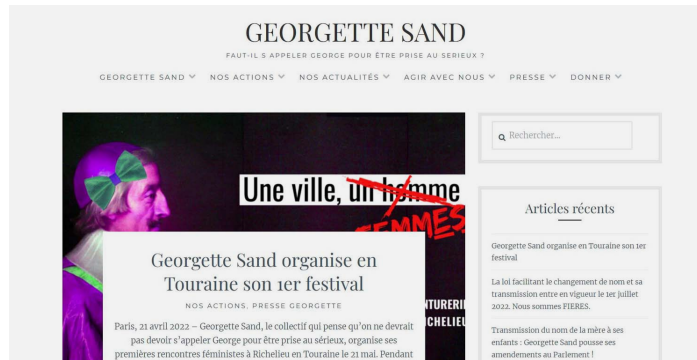 GEORGETTE SAND
FAUT-IL S APPELER GEORGE POUR ÊTRE PRISE AU SERIEUX ?
GEORGETTE SAND NOS ACTIONS NOS ACTUALITÉS AGIR AVEC NOUS PRESSE DONNER
Rechercher...
Une ville, un homme
FEMMES
Georgette Sand organise en
Touraine son 1er festival
NOS ACTIONS, PRESSE GEORGETTE
Paris, 21 avril 2022 – Georgette Sand, le collectif qui pense qu'on ne devrait
pas devoir s'appeler George pour être prise au sérieux, organise ses
premières rencontres féministes à Richelieu en Touraine le 21 mai. Pendant
NTURERIE
ICHELIEU
Articles récents
Georgette Sand organise en Touraine son 1er
festival
La loi facilitant le changement de nom et sa
transmission entre en vigueur le 1er juillet
2022. Nous sommes FIERES.
Transmission du nom de la mère à ses
enfants : Georgette Sand pousse ses
amendements au Parlement !